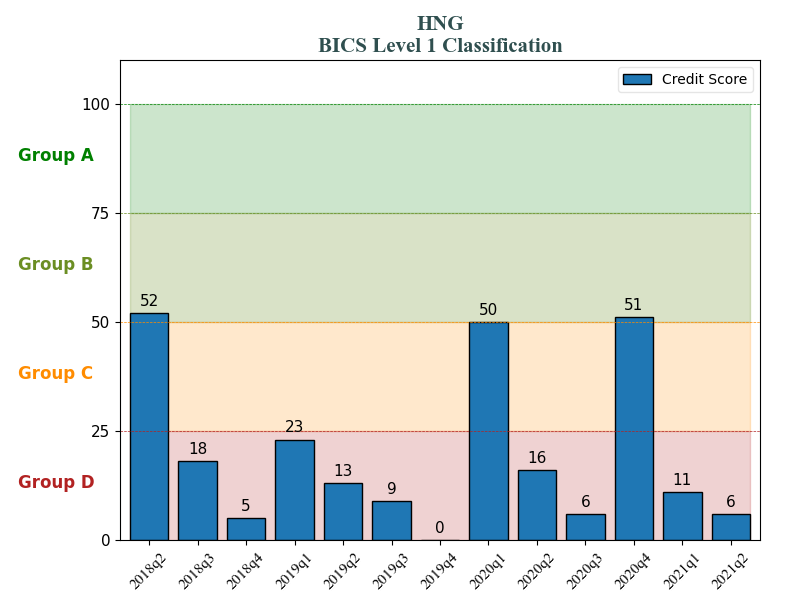 HNG
BICS Level 1 Classification
Credit Score
100
Group A
75
Group B
52
51
50
50
Group C
25
23
18
16
13
11
9
Group D
5
6
6
0
0
2018q2
2018q3
2018q4
2019q1
2019q2
2019q3
2019q4
2020q1
2020q2
2020q3
2020q4
2021q1
2021q2